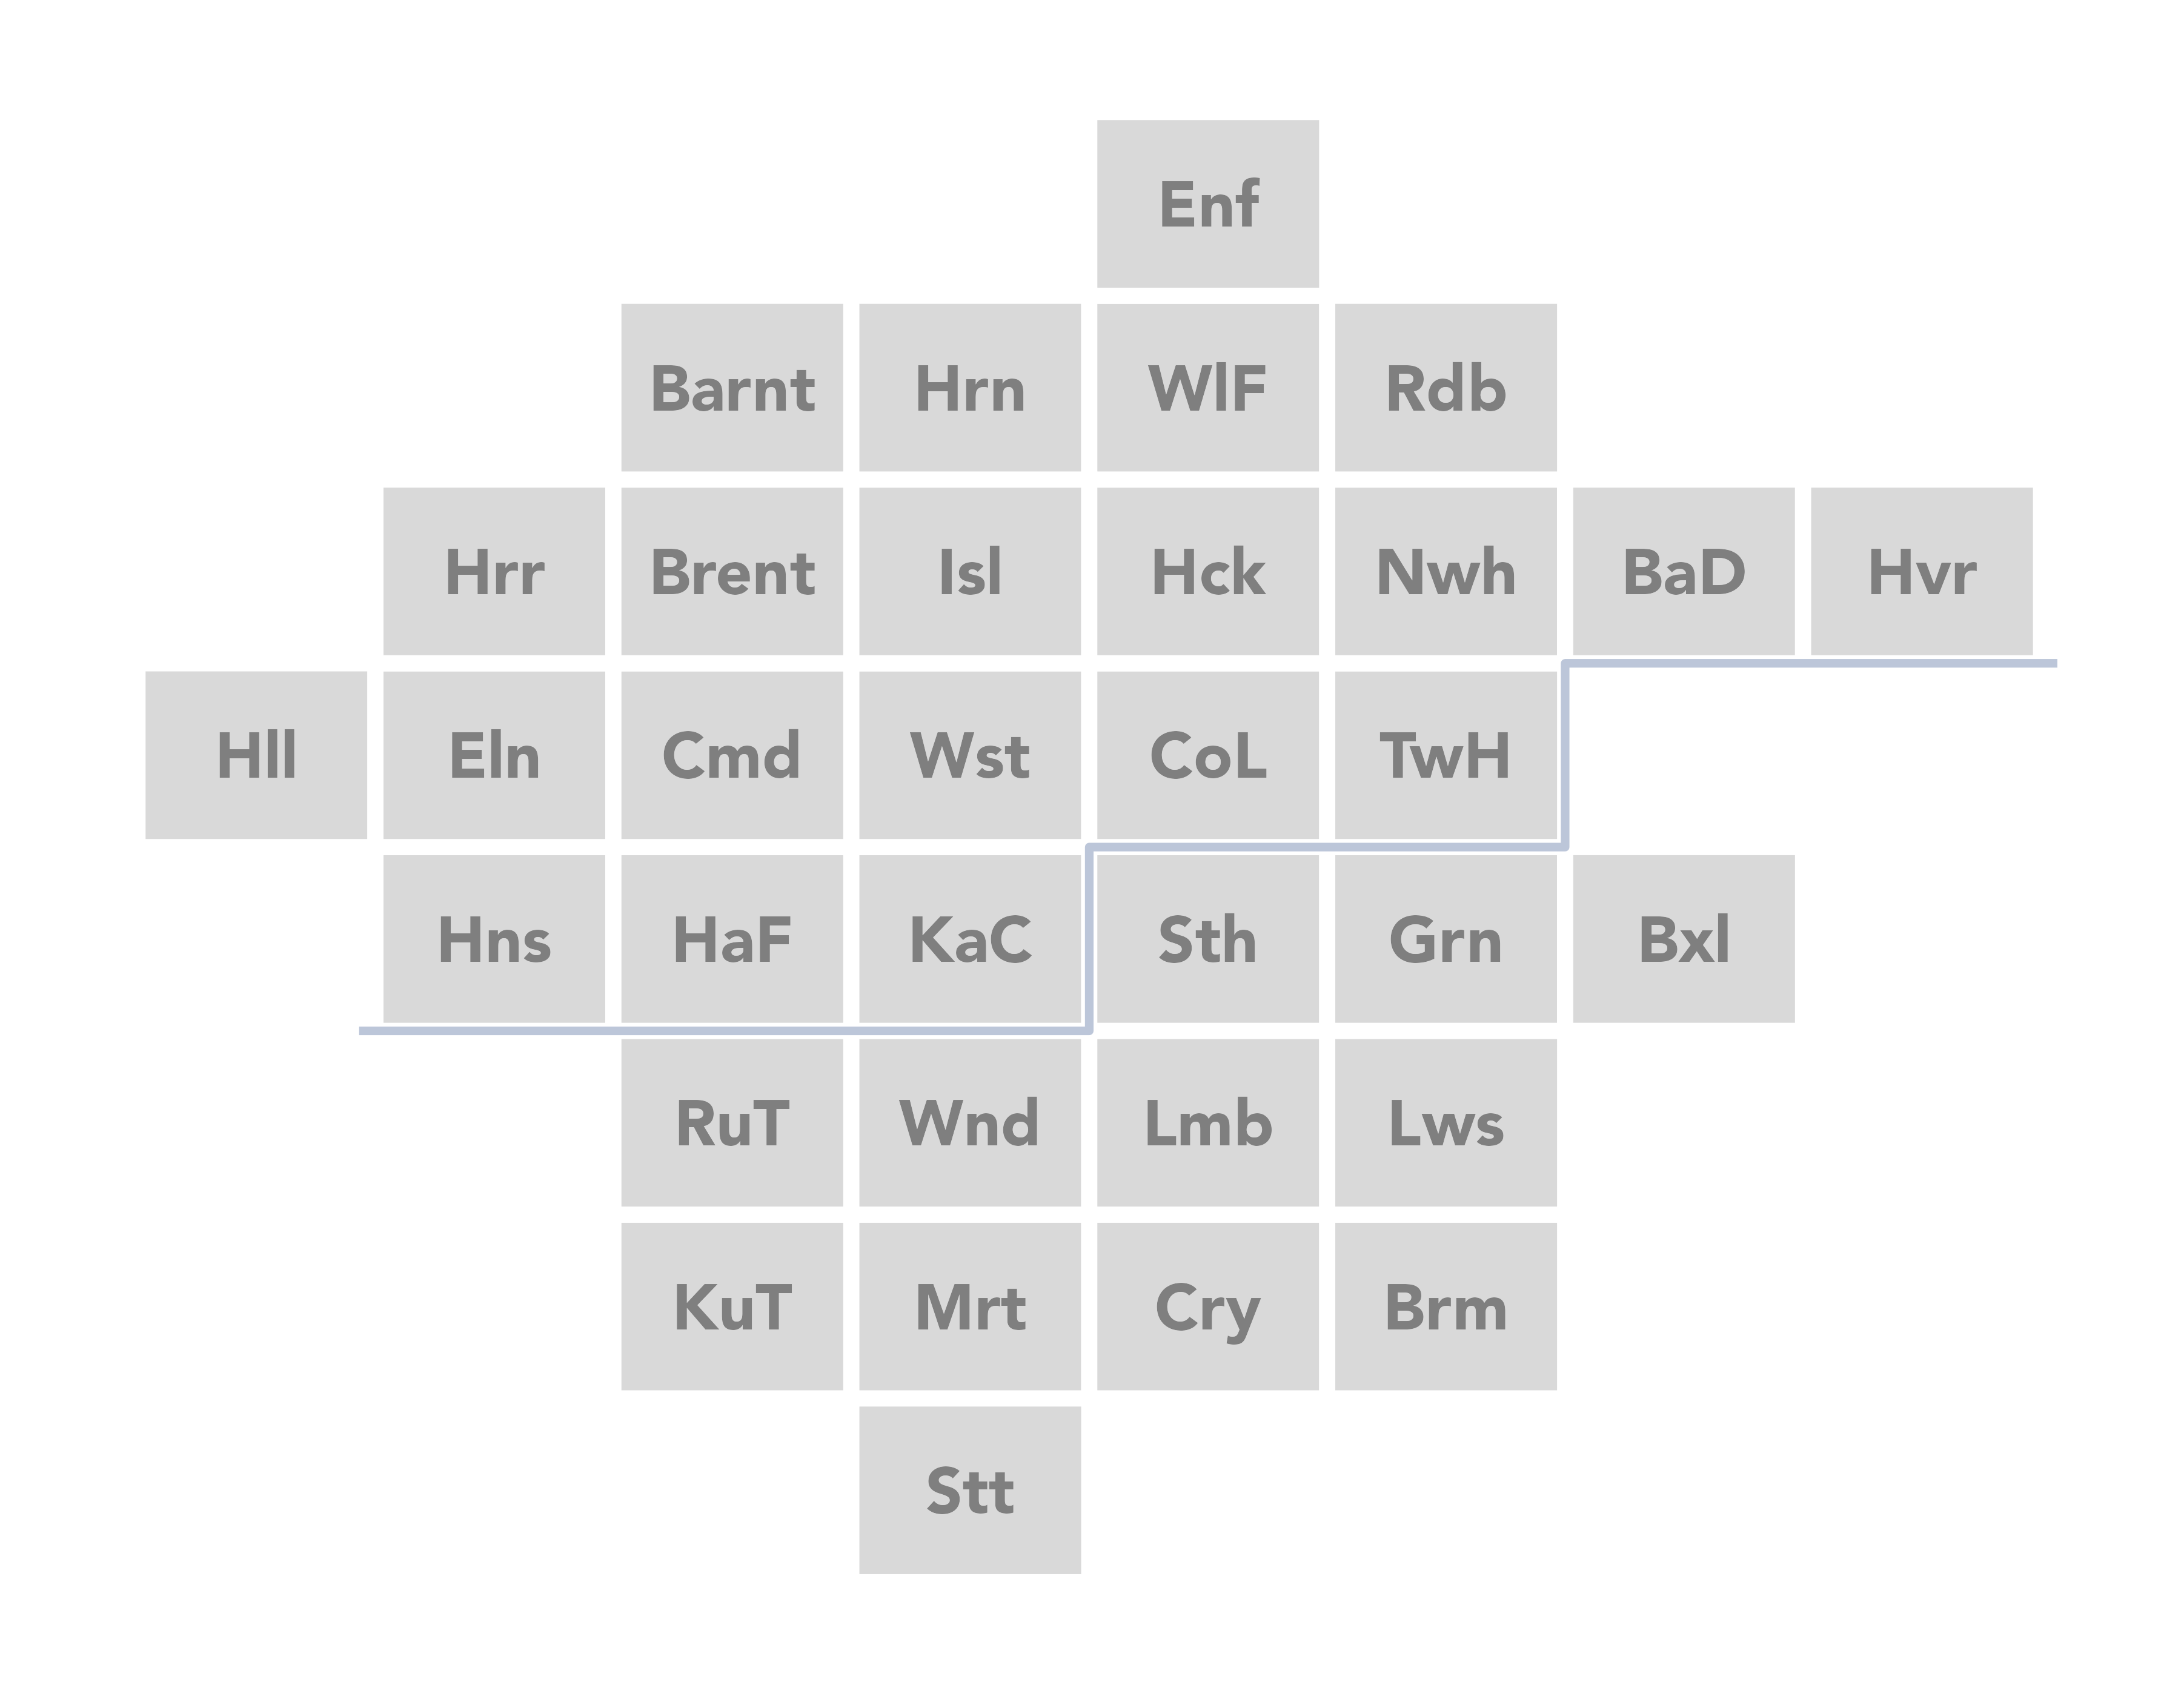 Enf
Barnt Hrn WlF Rdb
Hrr Brent Isl Hck Nwh BaD Hvr
Hll Eln Cmd Wst CoL TwH
Hns HaF KaC Sth Grn Bxl
RuT Wnd Lmb Lws
KuT Mrt Cry Brm
Stt